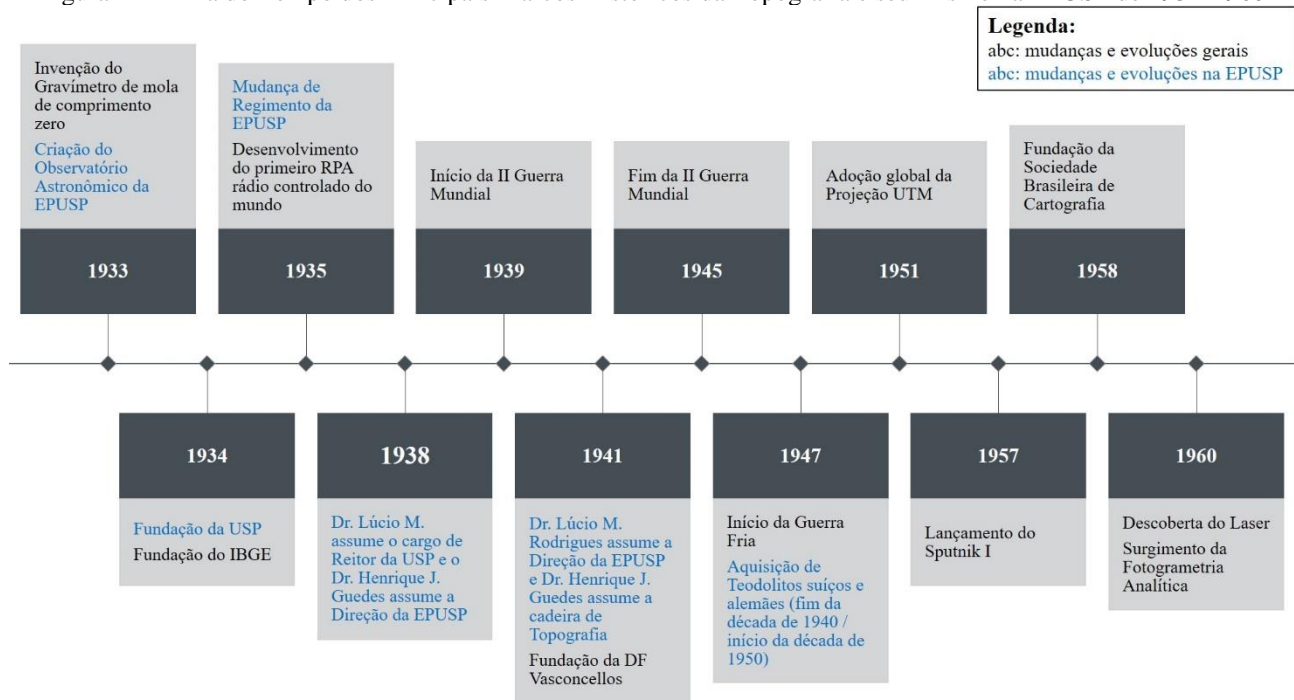 Legenda:
abc: mudanças e evoluções gerais
abc: mudanças e evoluções na EPUSP
Invenção do
Gravímetro de mola
de comprimento
zero
Criação do
Observatório
Astronômico da
EPUSP
1933
Mudança de
Regimento da
EPUSP
Desenvolvimento
do primeiro RPA
rádio controlado do
mundo
1935
Início da II Guerra
Mundial
1939
Fim da II Guerra
Mundial
1945
Adoção global da
Projeção UTM
1951
Fundação da
Sociedade
Brasileira de
Cartografia
1958
1934
Fundação da USP
Fundação do IBGE
1938
Dr. Lúcio M.
assume o cargo de
Reitor da USP e o
Dr. Henrique J.
Guedes assume a
Direção da EPUSP
1941
Dr. Lúcio M.
Rodrigues assume a
Direção da EPUSP
e Dr. Henrique J.
Guedes assume a
cadeira de
Topografia
Fundação da DF
Vasconcellos
1947
Início da Guerra
Fria
Aquisição de
Teodolitos suíços e
alemães (fim da
década de 1940 /
início da década de
1950)
1957
Lançamento do
Sputnik I
1960
Descoberta do Laser
Surgimento da
Fotogrametria
Analítica